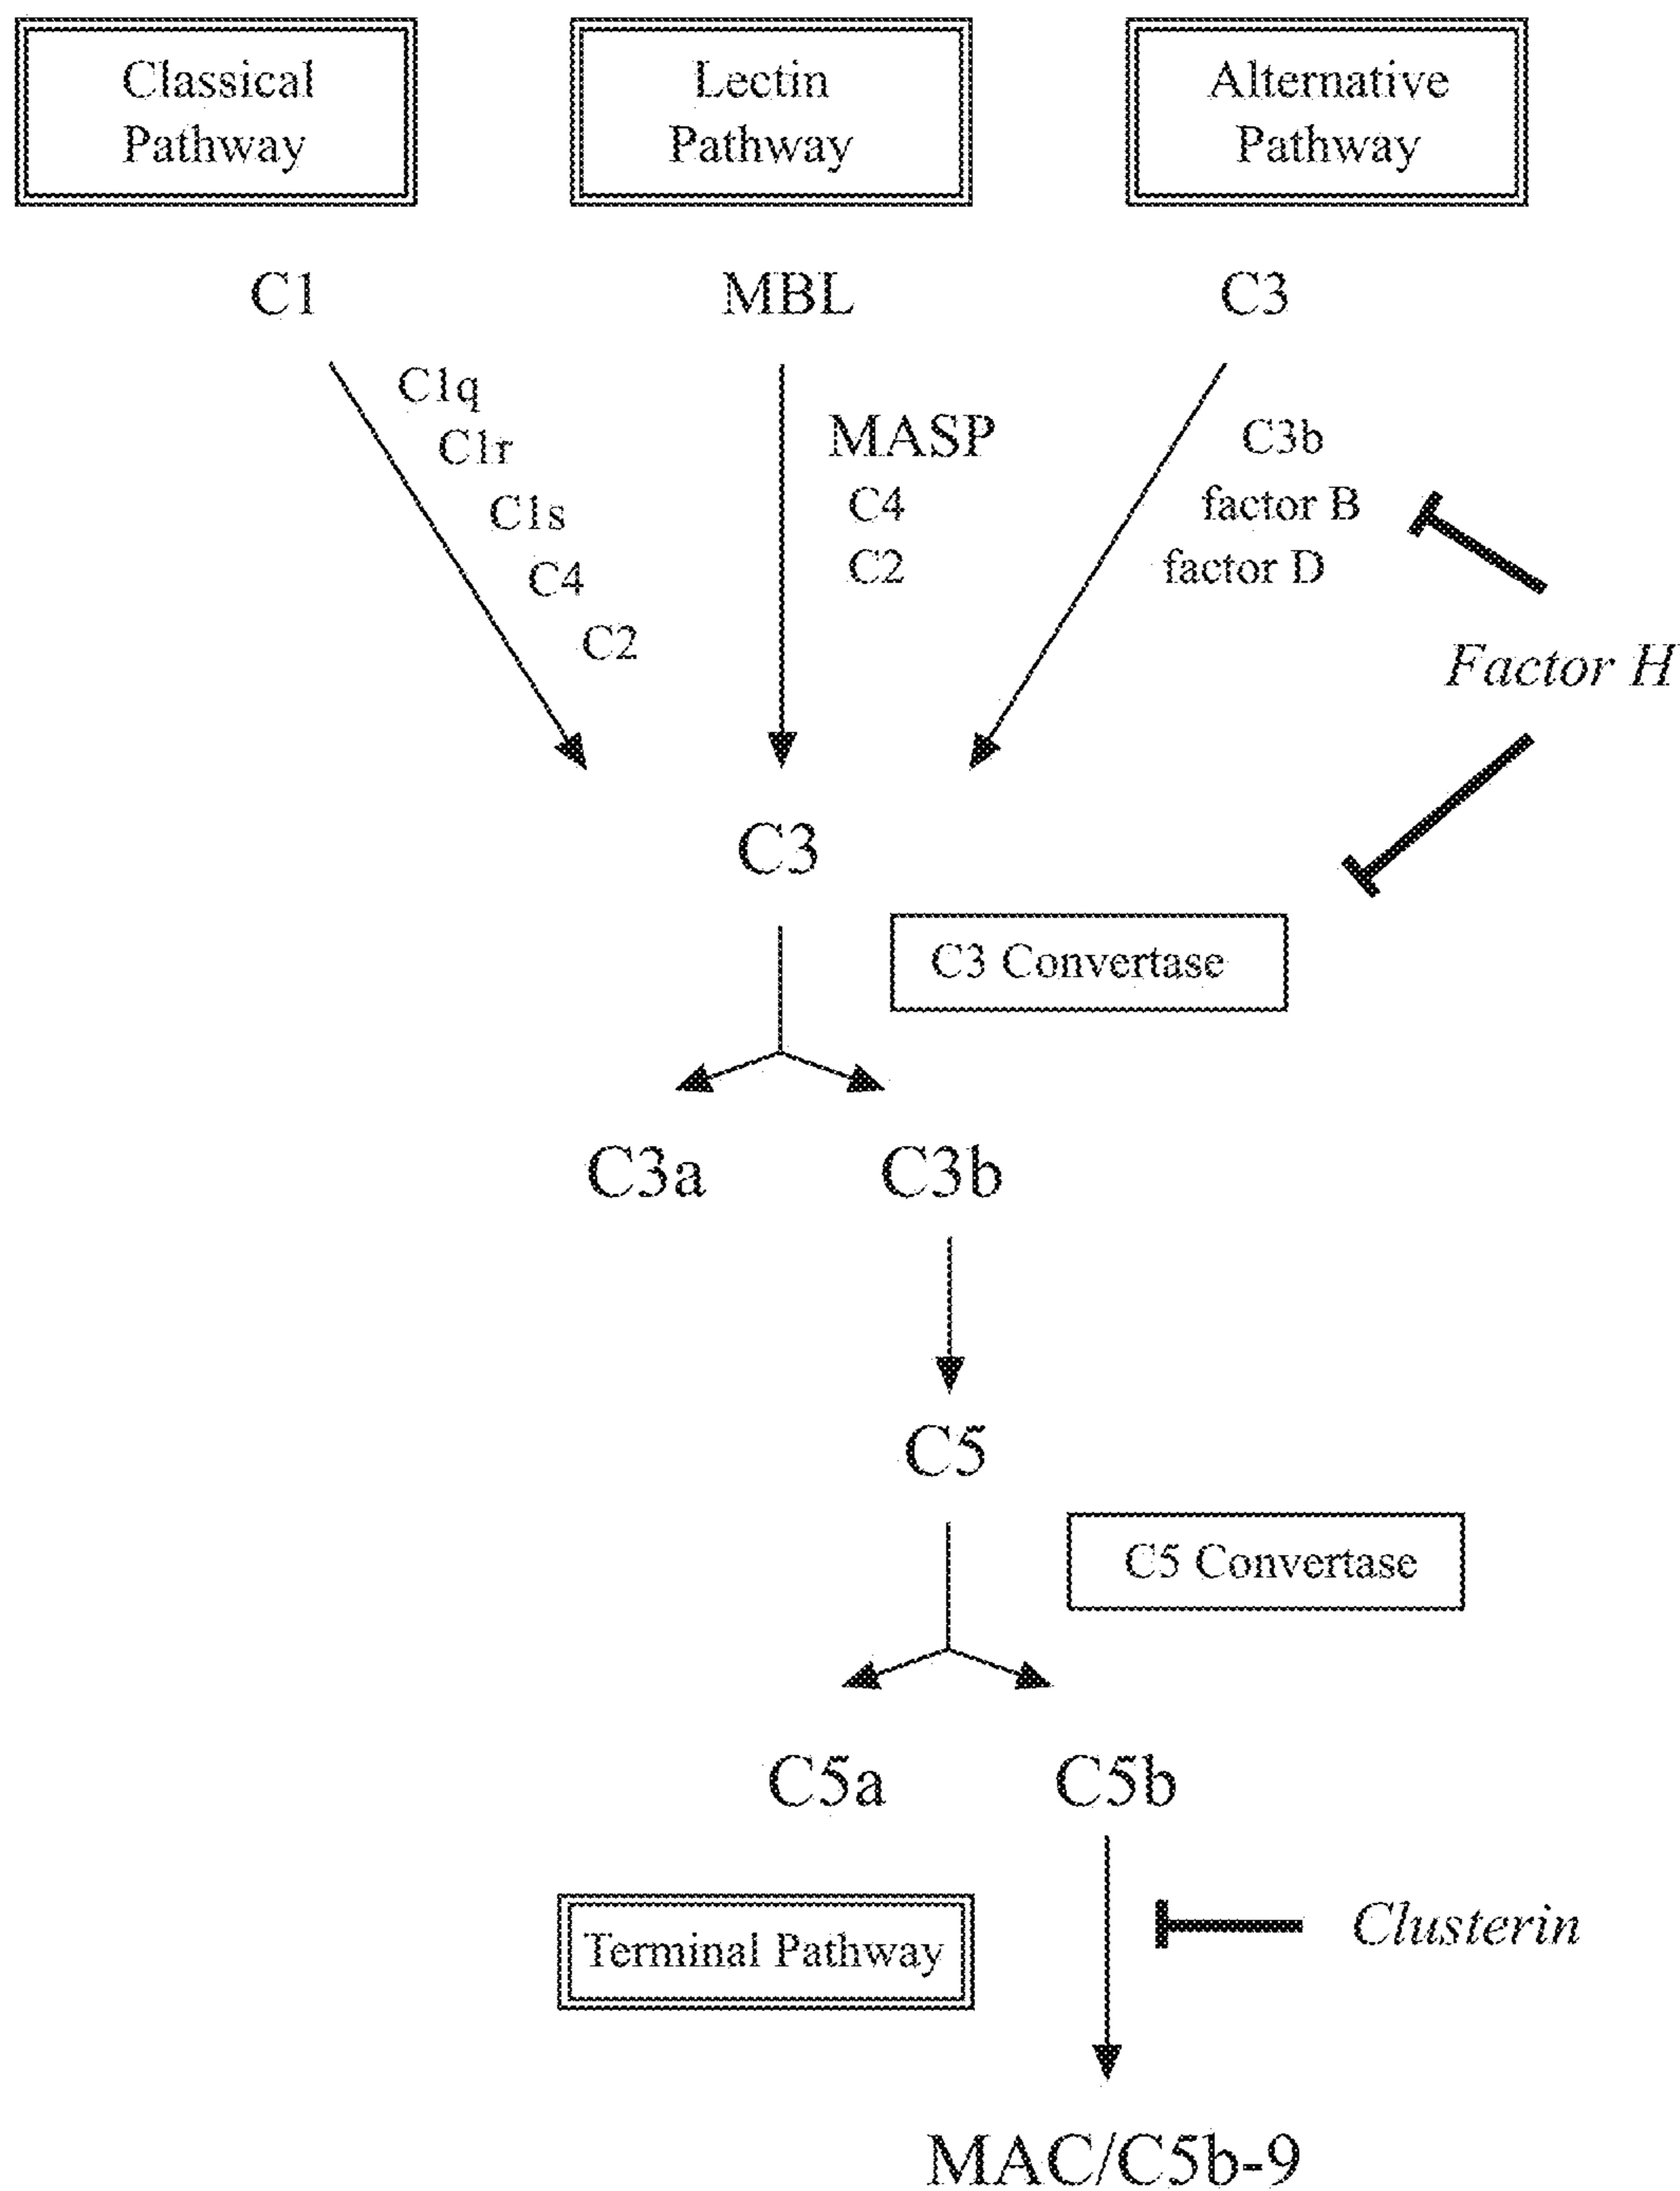 Classical
Pathway
Lectin
Pathway
Alternative
Pathway
C1
MBL
C3
C1q
C1r
C1s
C4
C2
MASP
C4
C2
C3b
factor B
factor D
Factor H
C3
C3 Convertase
C3a
C3b
C5
C5 Convertase
C5a
C5b
Terminal Pathway
Clusterin
MAC/C5b-9